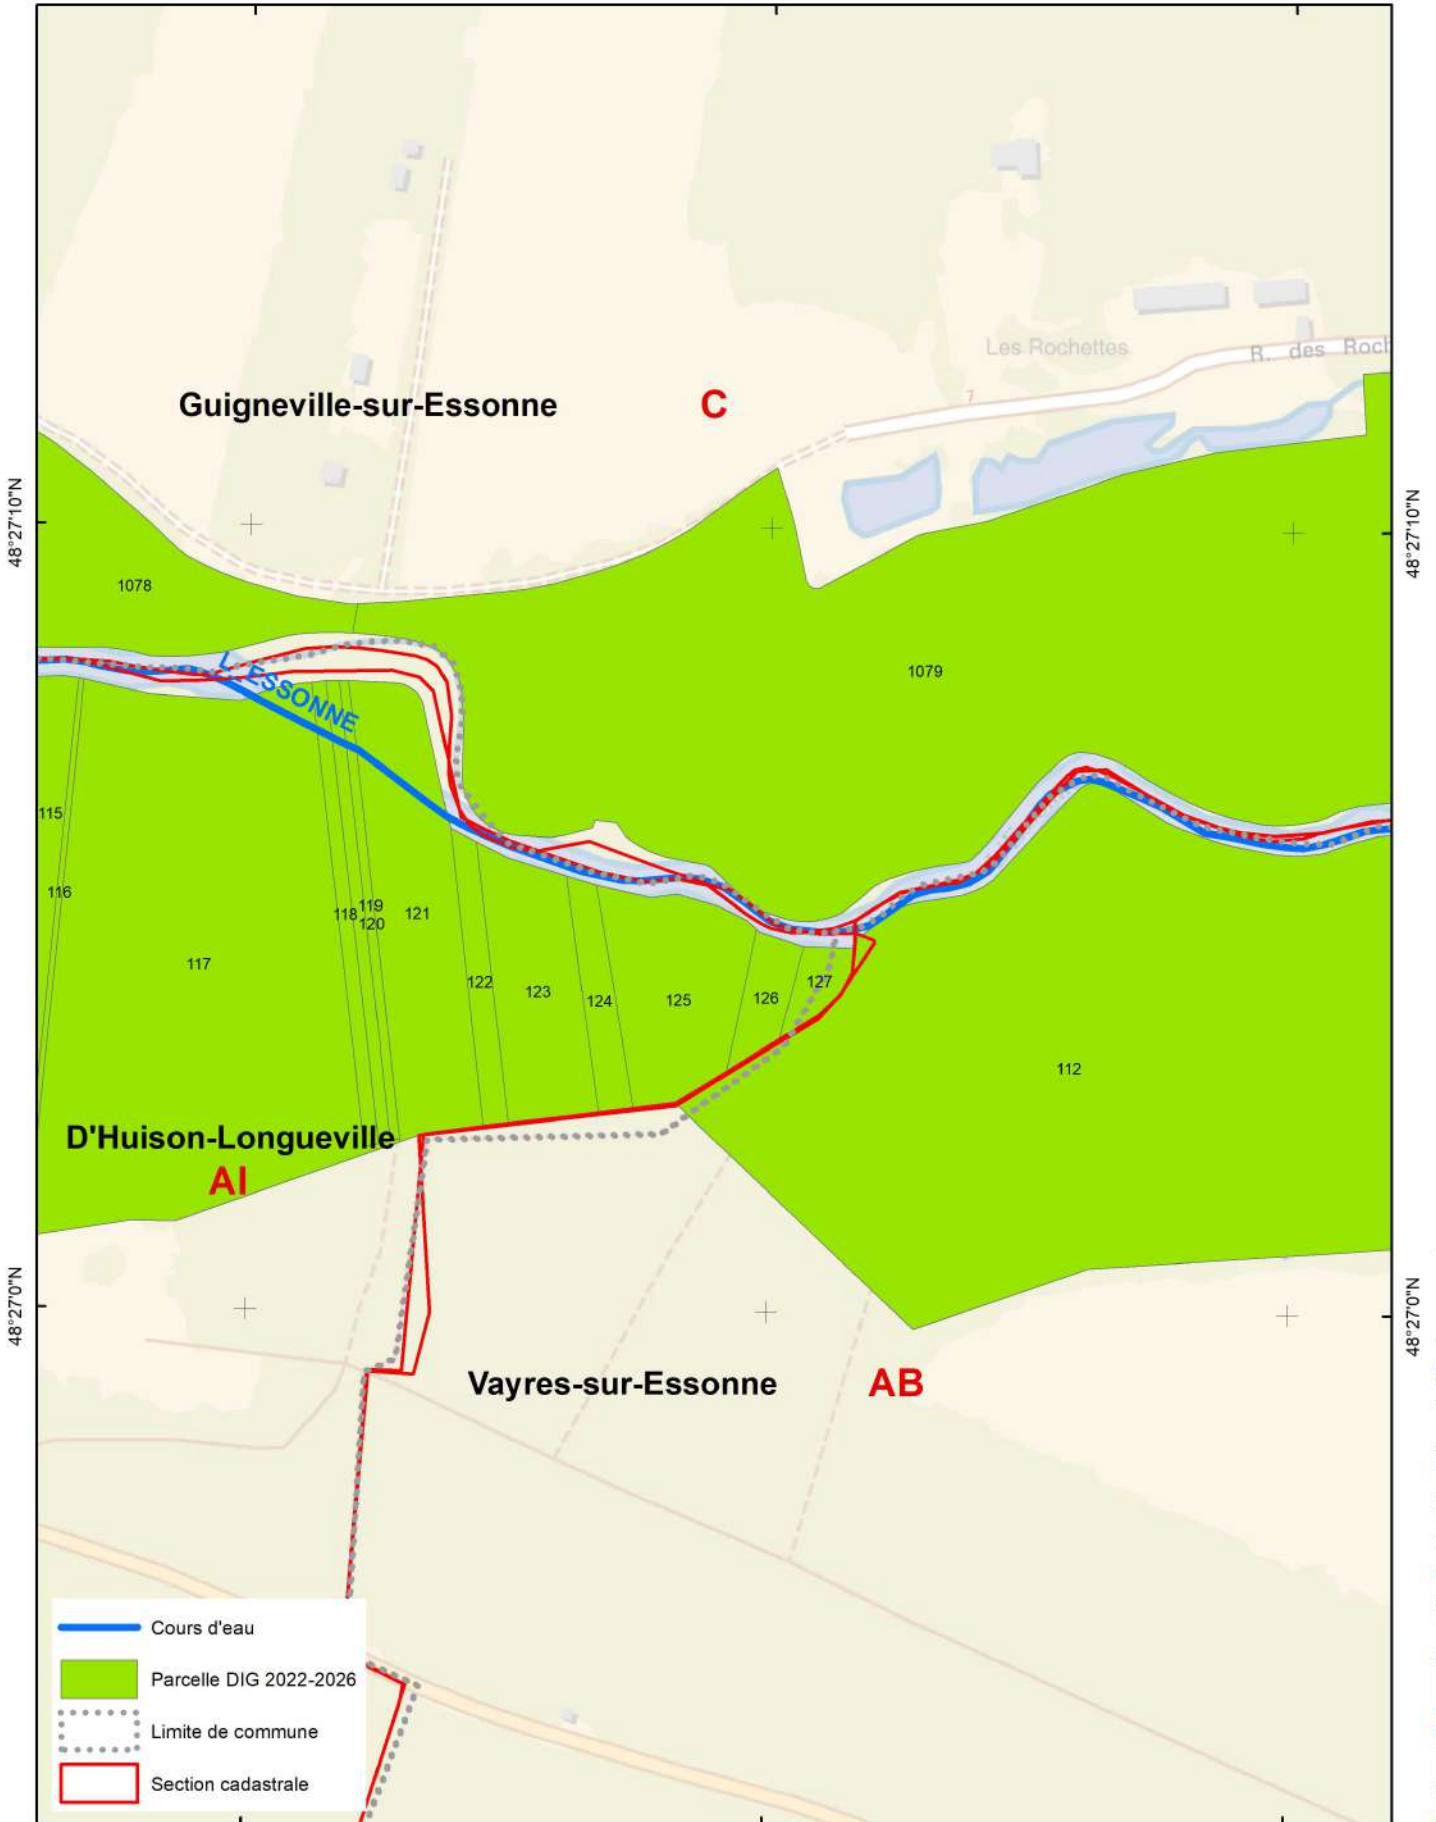 Les Rochettes
R. des Roch
7
Guigneville-sur-Essonne
C
48°27'10"N
48°27'10"N
1078
1079
L' ESSONNE
115
116
117
118
119
120
121
122
123
124
125
126
127
112
D'Huison-Longueville
AI
48°27'0"N
48°27'0"N
Vayres-sur-Essonne
AB
Cours d'eau
Parcelle DIG 2022-2026
Limite de commune
Section cadastrale